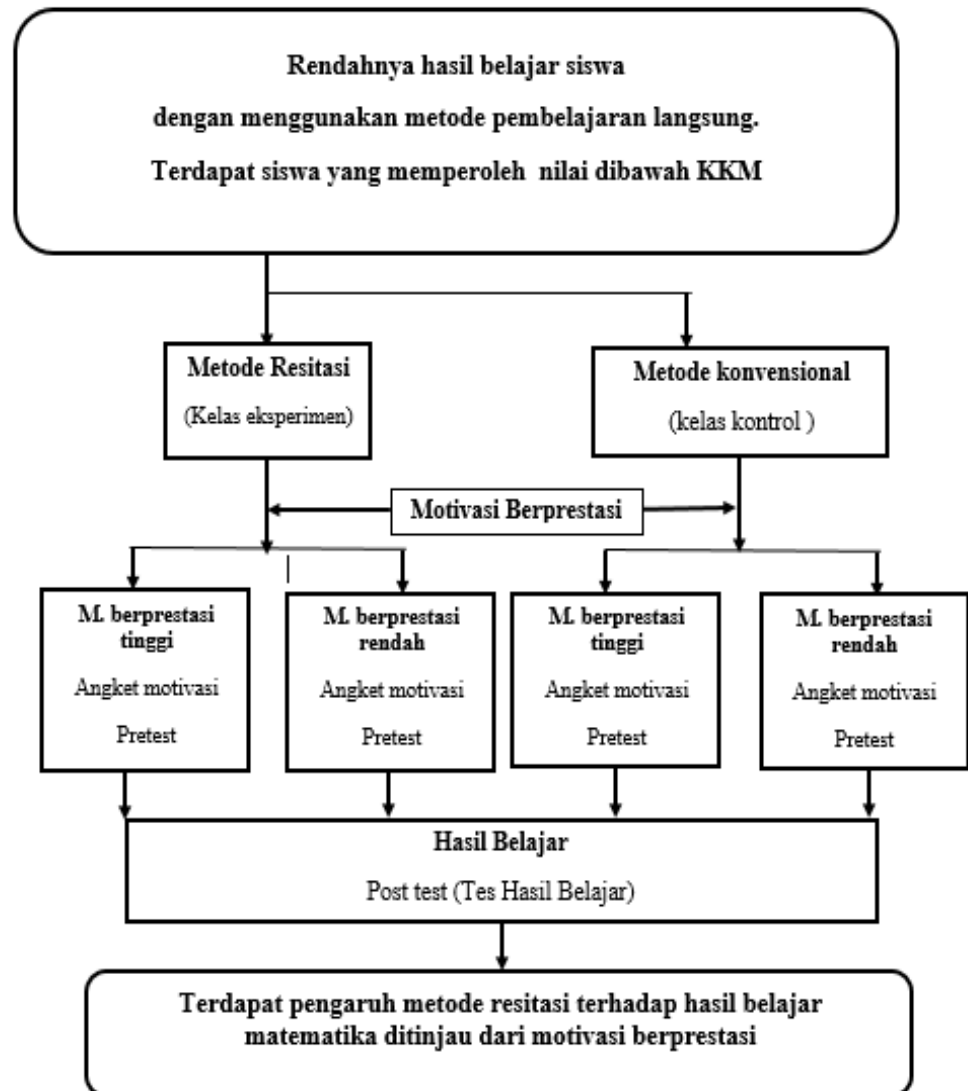 Rendahnya hasil belajar siswa
dengan menggunakan metode pembelajaran langsung.
Terdapat siswa yang memperoleh nilai dibawah KKM
Metode Resitasi
(Kelas eksperimen)
Metode konvensional
(kelas kontrol )
Motivasi Berprestasi
M. berprestasi
tinggi
Angket motivasi
Pretest
M. berprestasi
rendah
Angket motivasi
Pretest
M. berprestasi
tinggi
Angket motivasi
Pretest
M. berprestasi
rendah
Angket motivasi
Pretest
Hasil Belajar
Post test (Tes Hasil Belajar)
Terdapat pengaruh metode resitasi terhadap hasil belajar
matematika ditinjau dari motivasi berprestasi